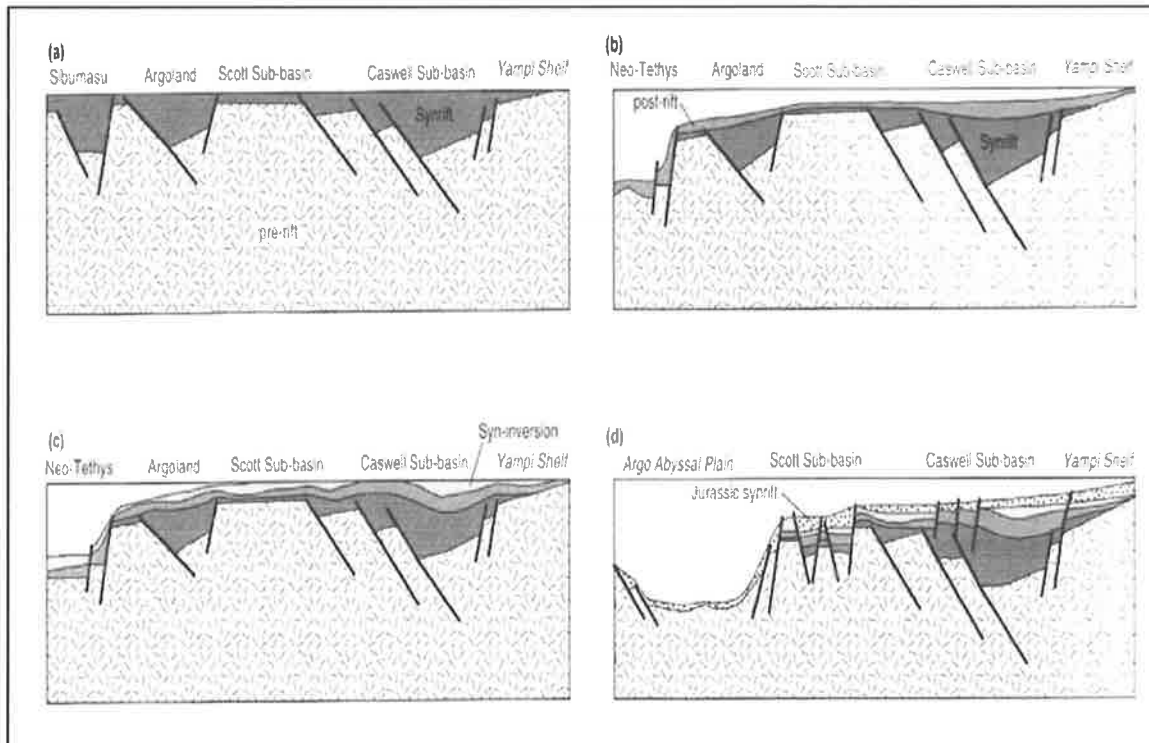 (a)
Sibumasu Argoland Scott Sub-basin Caswell Sub-basin Yampi Shelf
Synrift
pre-rift
(b)
Neo-Tethys Argoland Scott Sub-basin Caswell Sub-basin Yampi Shelf
post-rift
Synrift
(c)
Syn-inversion
Neo-Tethys Argoland Scott Sub-basin Caswell Sub-basin Yampi Shelf
(d)
Argo Abyssal Plain Scott Sub-basin Caswell Sub-basin Yampi Shelf
Jurassic synrift